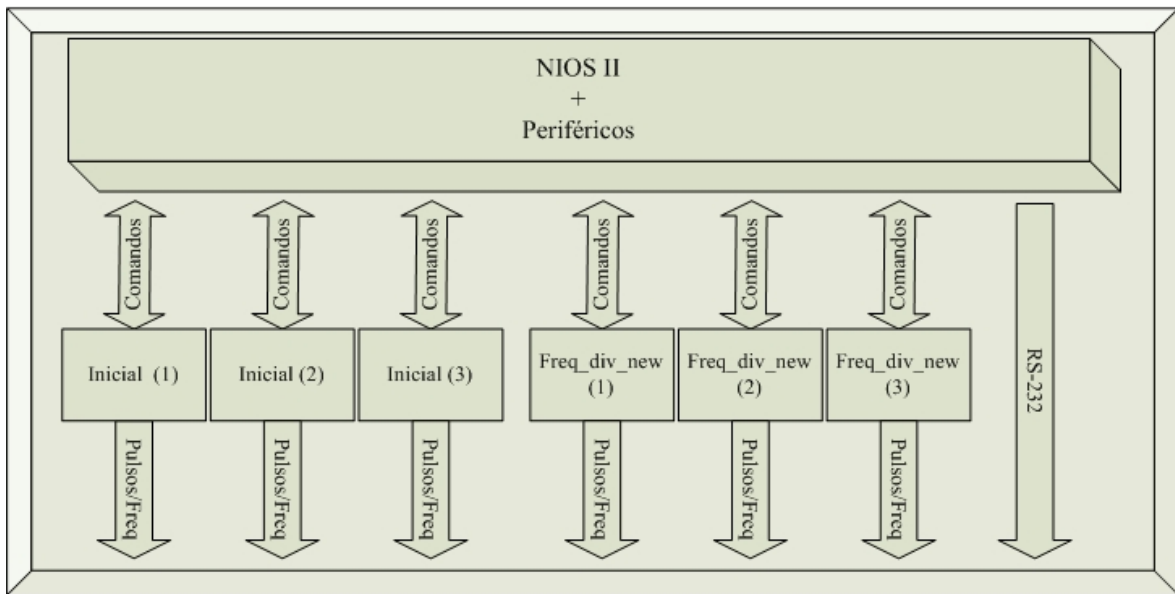 NIOS II
+
Periféricos
Comandos
Comandos
Comandos
Comandos
Comandos
Comandos
Inicial (1)
Inicial (2)
Inicial (3)
Freq_div_new
(1)
Freq_div_new
(2)
Freq_div_new
(3)
RS-232
Pulsos/Freq
Pulsos/Freq
Pulsos/Freq
Pulsos/Freq
Pulsos/Freq
Pulsos/Freq